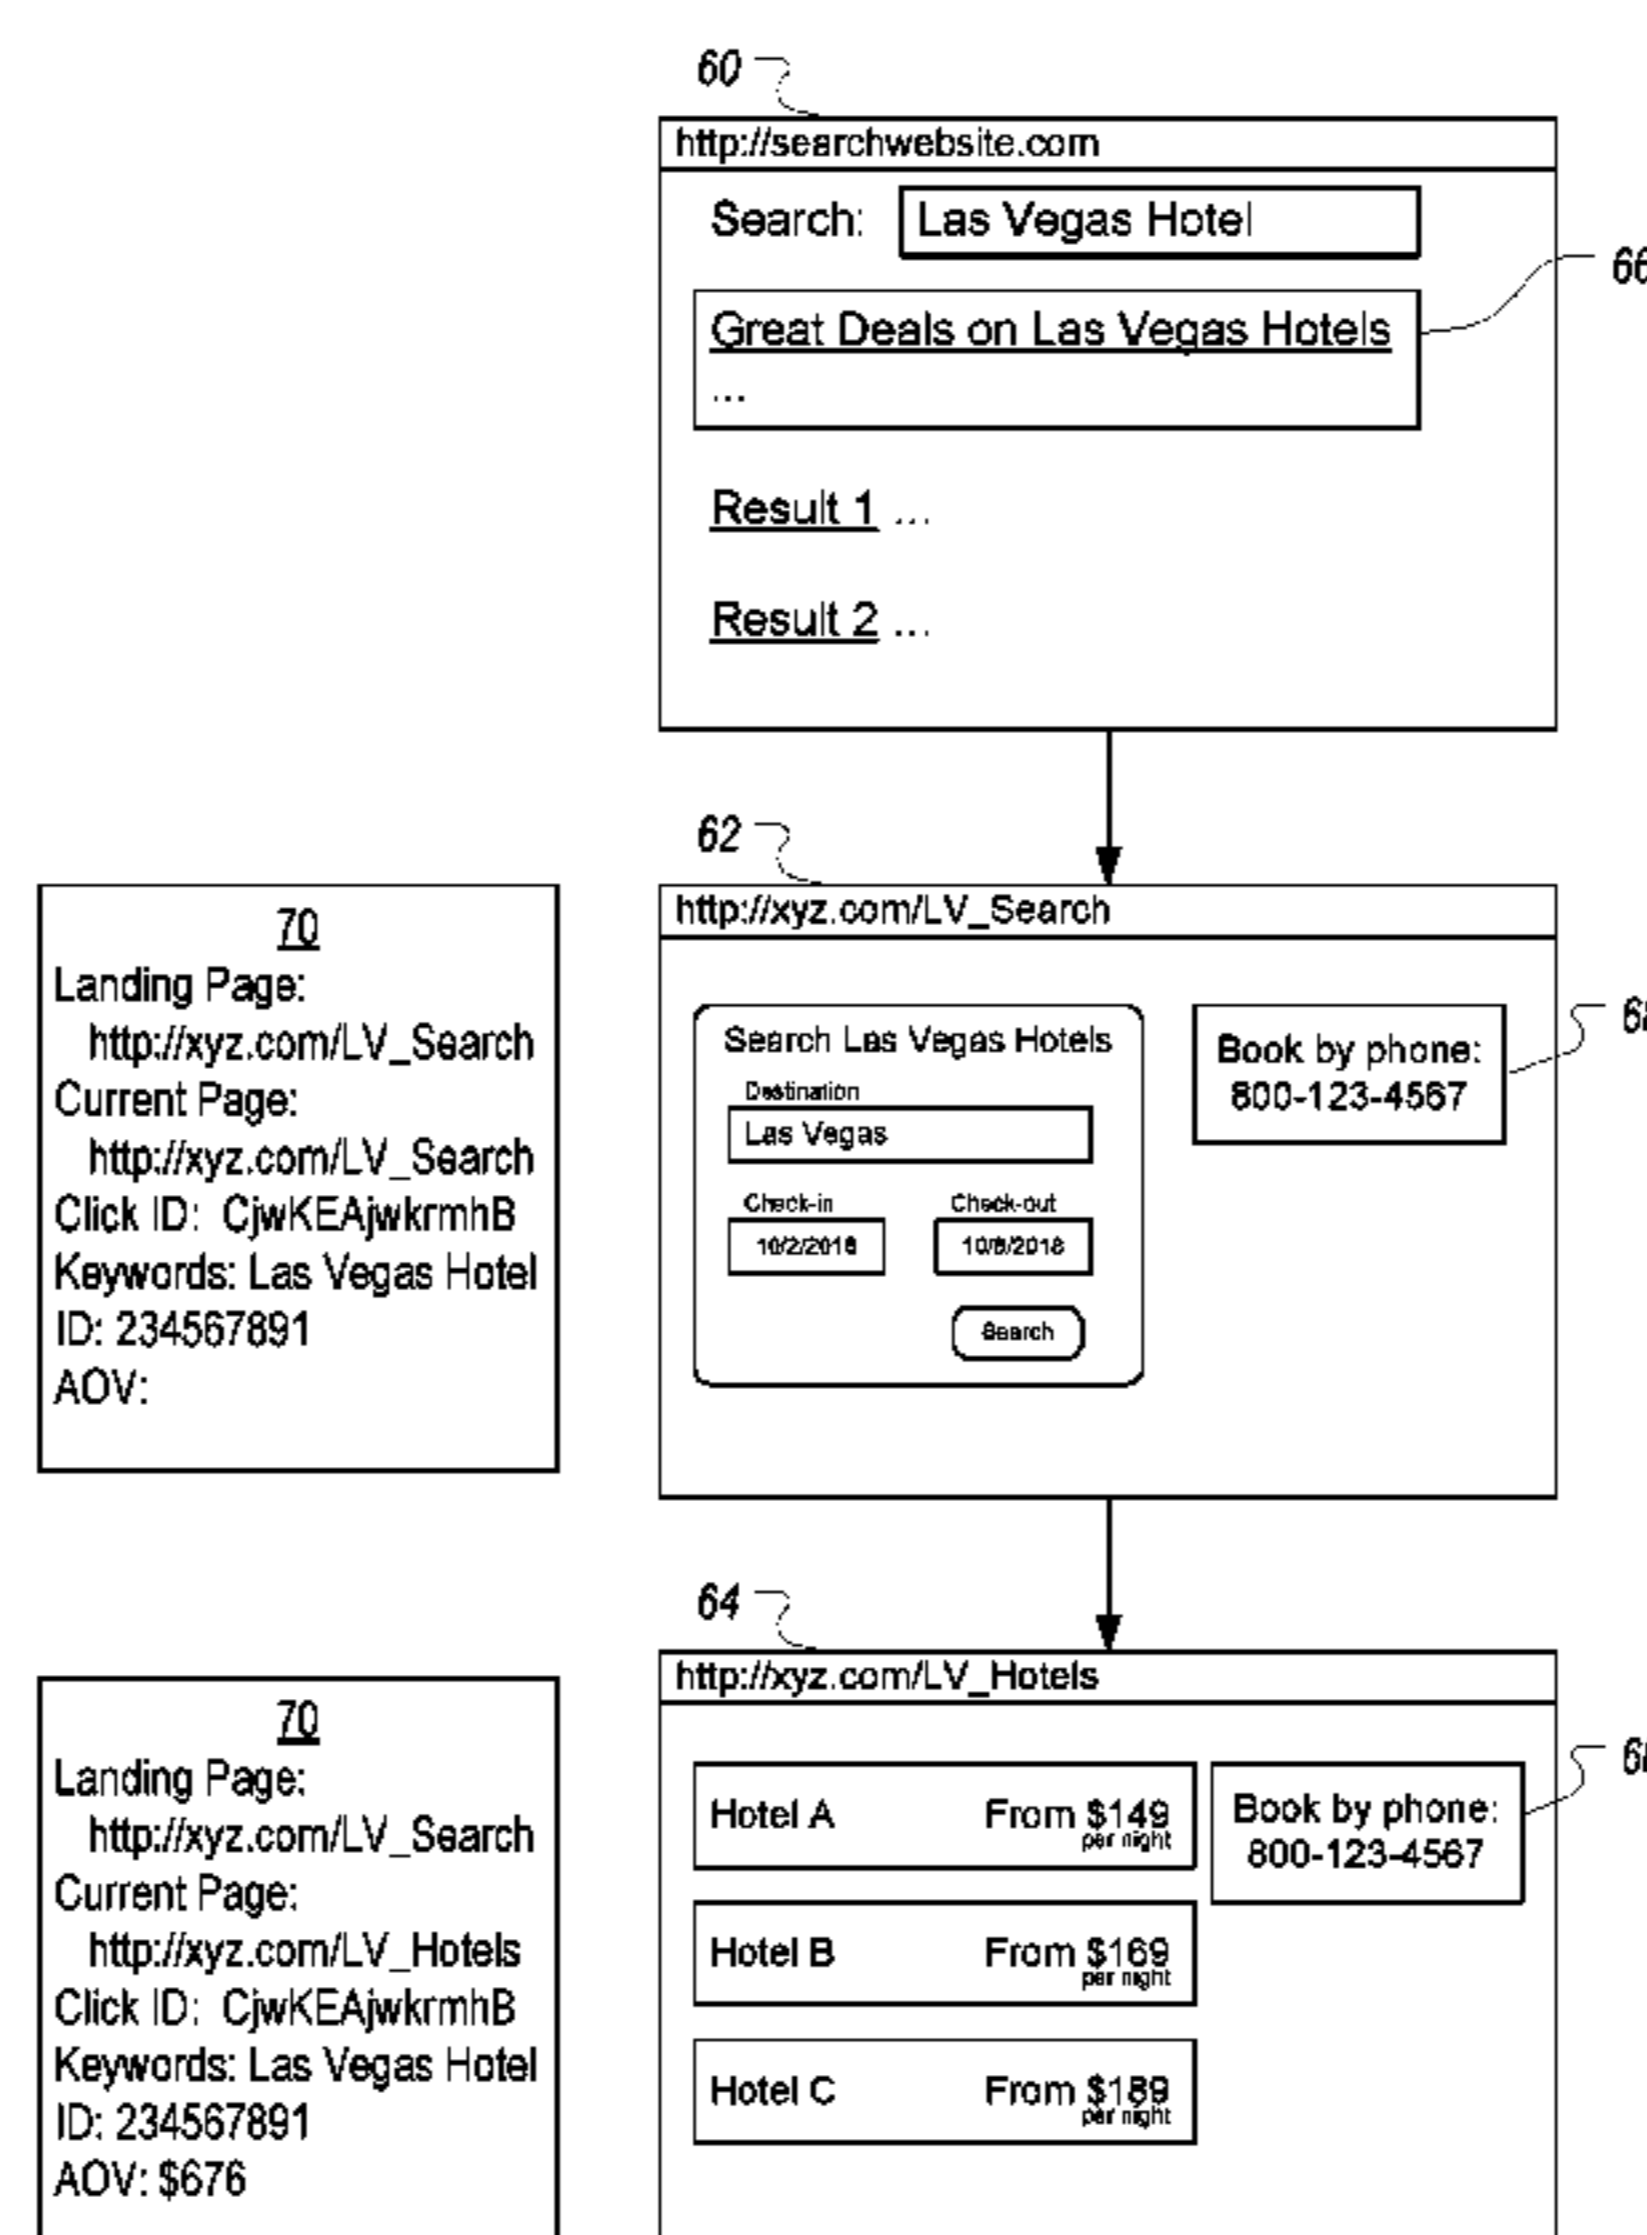 60
http://searchwebsite.com
Search: Las Vegas Hotel
66
Great Deals on Las Vegas Hotels
...
Result 1 ...
Result 2 ...
62
http://xyz.com/LV_Search
Search Las Vegas Hotels
Destination
Las Vegas
Check-in Check-out
10/2/2018
Search
Book by phone:
800-123-4567
70
Landing Page:
http://xyz.com/LV_Search
Current Page:
http://xyz.com/LV_Search
Click ID: CjwKEAjwkrmhB
Keywords: Las Vegas Hotel
ID: 234567891
AOV:
64
http://xyz.com/LV_Hotels
Hotel A From $149
per night
Hotel B From $169
per night
Hotel C From $189
per night
Book by phone:
800-123-4567
70
Landing Page:
http://xyz.com/LV_Search
Current Page:
http://xyz.com/LV_Hotels
Click ID: CjwKEAjwkrmhB
Keywords: Las Vegas Hotel
ID: 234567891
AOV: $676